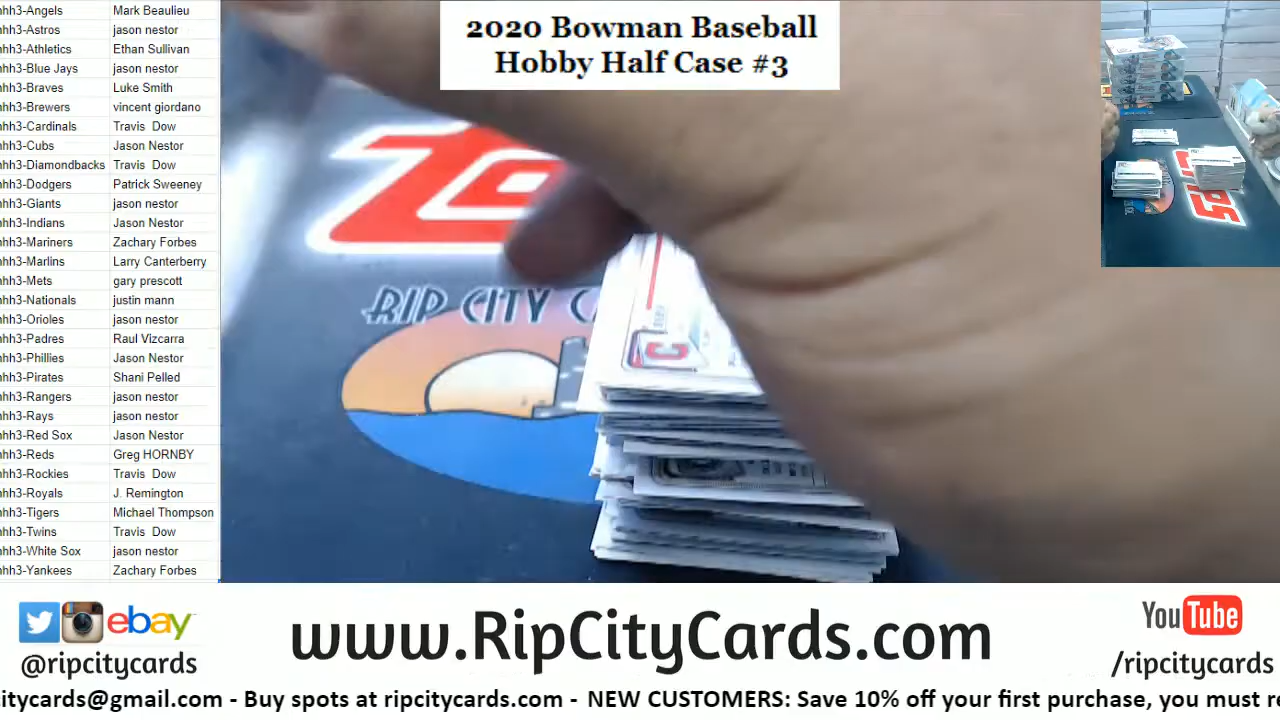 hh3-Angels Mark Beaulieu
hh3-Astros jason nestor
hh3-Athletics Ethan Sullivan
hh3-Blue Jays jason nestor
hh3-Braves Luke Smith
hh3-Brewers vincent giordano
hh3-Cardinals Travis Dow
hh3-Cubs Jason Nestor
hh3-Diamondbacks Travis Dow
hh3-Dodgers Patrick Sweeney
hh3-Giants jason nestor
hh3-Indians Jason Nestor
hh3-Mariners Zachary Forbes
hh3-Marlins Larry Canterberry
hh3-Mets gary prescott
hh3-Nationals justin mann
hh3-Orioles jason nestor
hh3-Padres Raul Vizcarra
hh3-Phillies Jason Nestor
hh3-Pirates Shani Pelled
hh3-Rangers jason nestor
hh3-Rays jason nestor
hh3-Red Sox Jason Nestor
hh3-Reds Greg HORNBY
hh3-Rockies Travis Dow
hh3-Royals J. Remington
hh3-Tigers Michael Thompson
hh3-Twins Travis Dow
hh3-White Sox jason nestor
hh3-Yankees Zachary Forbes
2020 Bowman Baseball
Hobby Half Case #3
RIP CITY C
C
ebay
@ripcitycards
www.RipCityCards.com
YouTube
/ripcitycards
citycards@gmail.com - Buy spots at ripcitycards.com - NEW CUSTOMERS: Save 10% off your first purchase, you must re